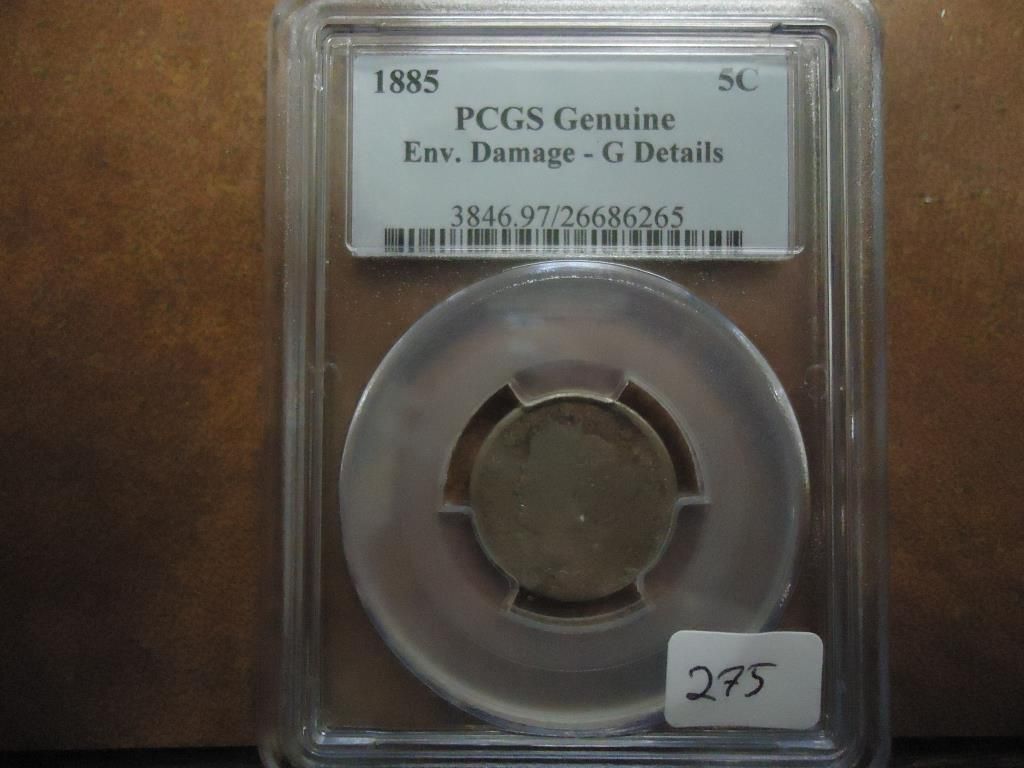 1885 5C
PCGS Genuine
Env. Damage - G Details
3846.97/26686265
275